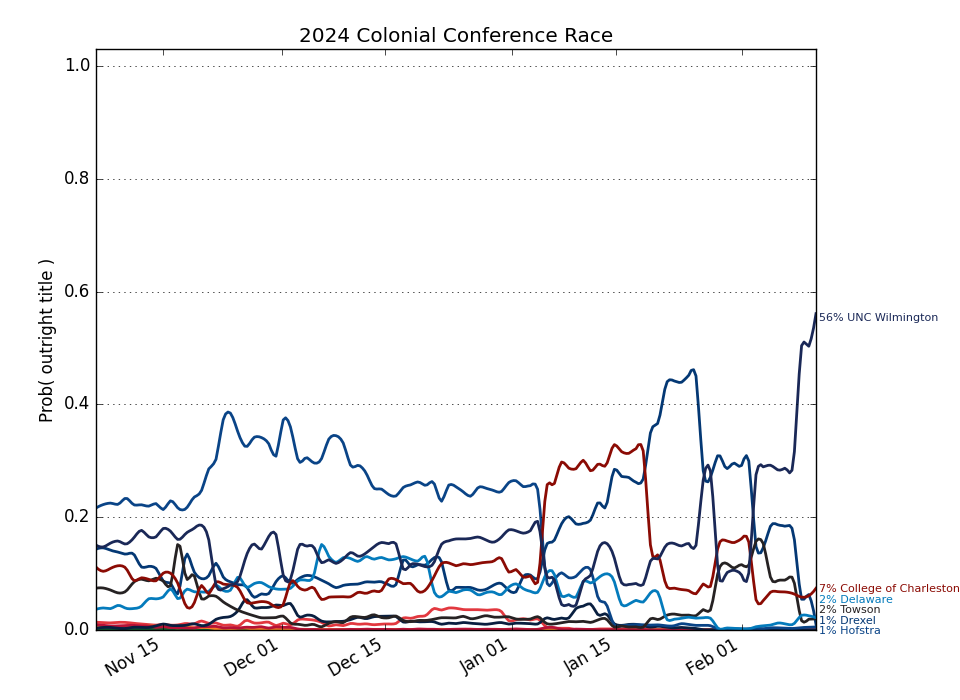 2024 Colonial Conference Race
1.0
0.8
0.6
0.4
0.2
0.0
Prob( outright title )
56% UNC Wilmington
7% College of Charleston
2% Delaware
2% Towson
1% Drexel
1% Hofstra
Nov 15
Dec 01
Dec 15
Jan 01
Jan 15
Feb 01